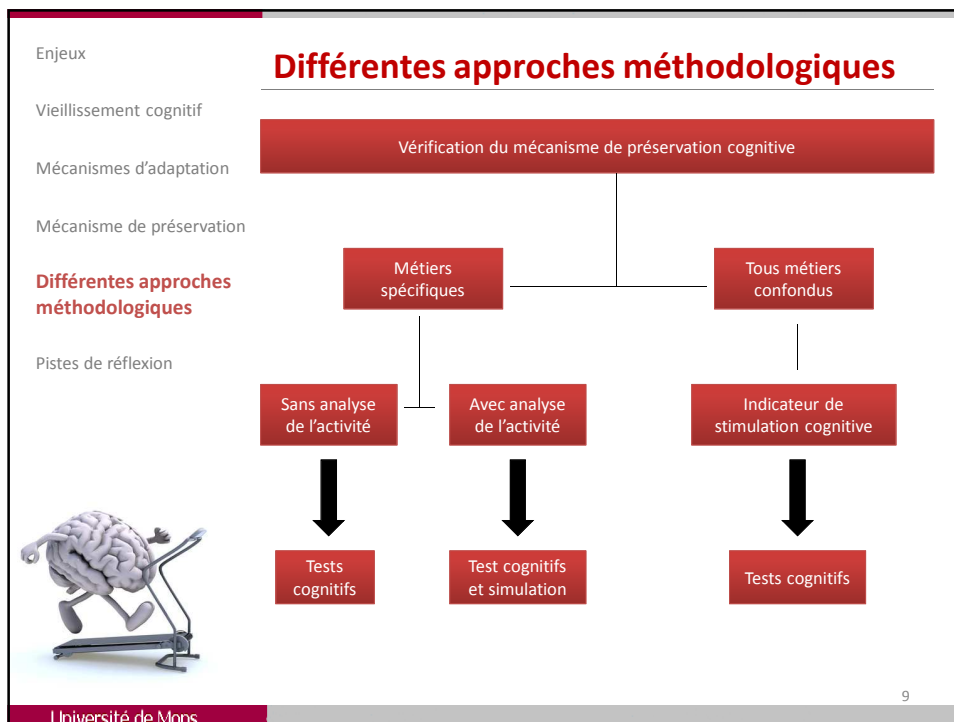 Enjeux
Vieillissement cognitif
Mécanismes d'adaptation
Mécanisme de préservation
Différentes approches
méthodologiques
Pistes de réflexion
Différentes approches méthodologiques
Vérification du mécanisme de préservation cognitive
Métiers
spécifiques
Tous métiers
confondus
Sans analyse
de l'activité
Avec analyse
de l'activité
Indicateur de
stimulation cognitive
Tests
cognitifs
Test cognitifs
et simulation
Tests cognitifs
9
Université de Mons